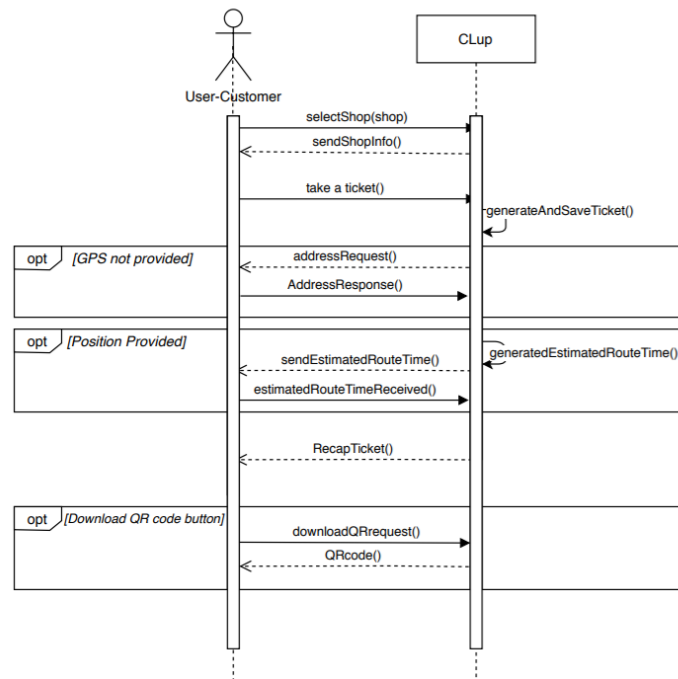 CLup
User-Customer
selectShop(shop)
sendShopInfo()
take a ticket()
generateAndSaveTicket()
opt [GPS not provided]
addressRequest()
AddressResponse()
opt [Position Provided]
generatedEstimatedRouteTime()
sendEstimatedRouteTime()
estimatedRouteTimeReceived()
RecapTicket()
opt [Download QR code button]
downloadQRrequest()
QRcode()